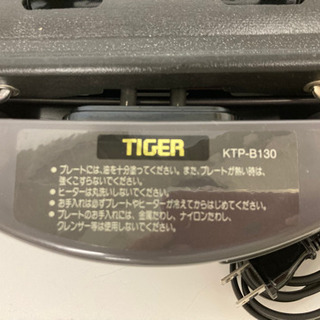 TIGER KTP-B130
●プレートには、油を十分塗ってください。また、プレートが熱い時は、
強くこすらないでください。
●ヒーターは丸洗いしないでください。
●お手入れは必ずプレートやヒーターが冷えてからはじめてください。
●プレートのお手入れには、金属たわし、ナイロンたわし、
クレンザー等は使用しないでください。